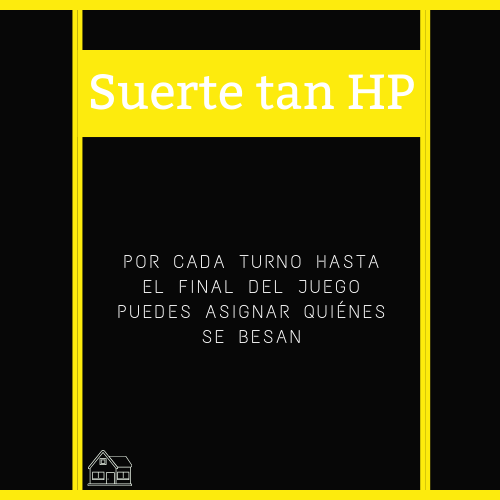 Suerte tan HP
POR CADA TURNO HASTA
EL FINAL DEL JUEGO
PUEDES ASIGNAR QUIÉNES
SE BESAN